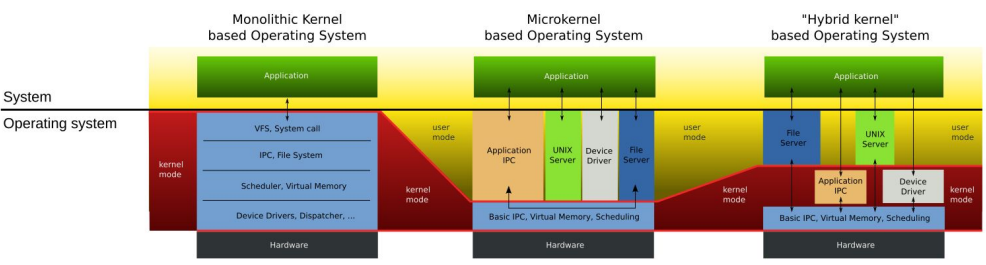 Monolithic Kernel
based Operating System
Microkernel
based Operating System
"Hybrid kernel"
based Operating System
Application
Application
Application
System
Operating system
VFS, System call
IPC, File System
Scheduler, Virtual Memory
Device Drivers, Dispatcher, ...
Hardware
kernel
mode
user
mode
kernel
mode
Application
IPC
UNIX
Server
Device
Driver
File
Server
Basic IPC, Virtual Memory, Scheduling
Hardware
user
mode
kernel
mode
File
Server
UNIX
Server
Application
IPC
Device
Driver
kernel
mode
Basic IPC, Virtual Memory, Scheduling
Hardware